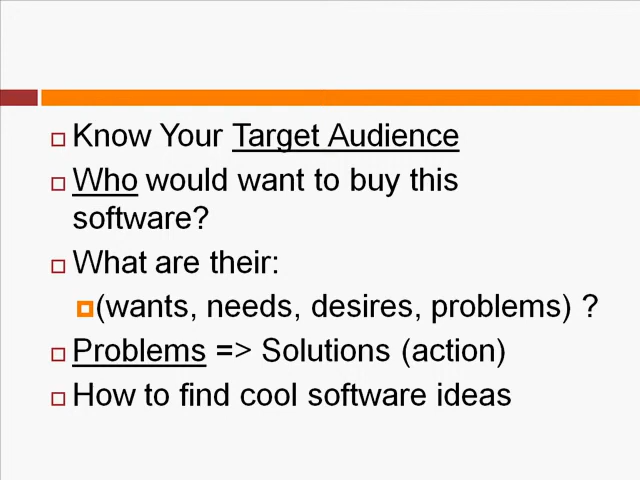 Know Your Target Audience
Who would want to buy this
software?
What are their:
(wants, needs, desires, problems) ?
Problems => Solutions (action)
How to find cool software ideas